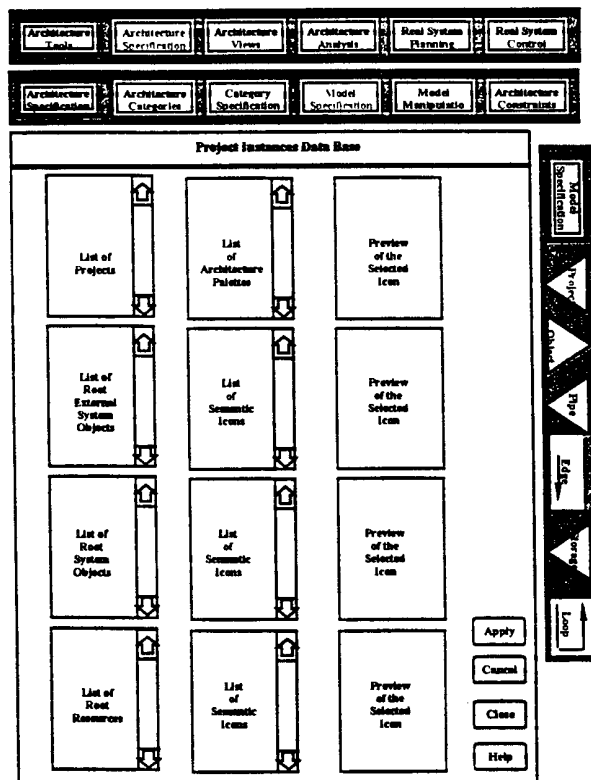 Architecture
Tools
Architecture
Specification
Architecture
Views
Architecture
Analysis
Real System
Planning
Real System
Control
Architecture
Specification
Architecture
Categories
Category
Specification
Model
Specification
Model
Manipulatio
Architecture
Constraints
Project Instances Data Base
List of
Projects
List
of
Architecture
Palettes
Preview
of the
Selected
Icon
List of
Root
External
System
Objects
List
of
Semantic
Icons
Preview
of the
Selected
Icon
List of
Root
System
Objects
List
of
Semantic
Icons
Preview
of the
Selected
Icon
List of
Root
Resources
List
of
Semantic
Icons
Preview
of the
Selected
Icon
Apply
Cancel
Close
Help
Model
Specification
Project
Object
Pipe
Edge
Storage
Loop